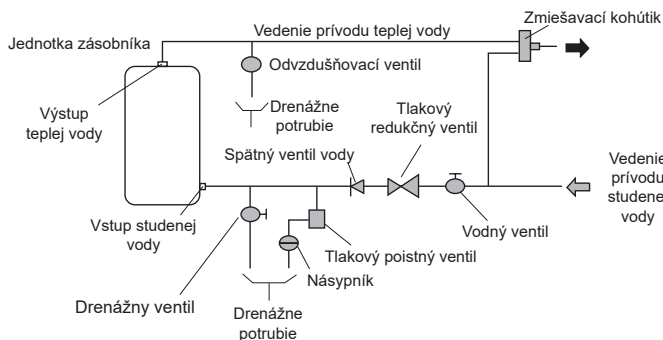 Zmiešavací kohútik
Vedenie prívodu teplej vody
Jednotka zásobníka
Odvzdušňovací ventil
Výstup
teplej vody
Drenážne
potrubie
Tlakový
redukčný ventil
Spätný ventil vody
Vedenie
prívodu
studenej
vody
Vstup studenej
vody
Vodný ventil
Tlakový poistný ventil
Násypník
Drenážny ventil
Drenážne
potrubie